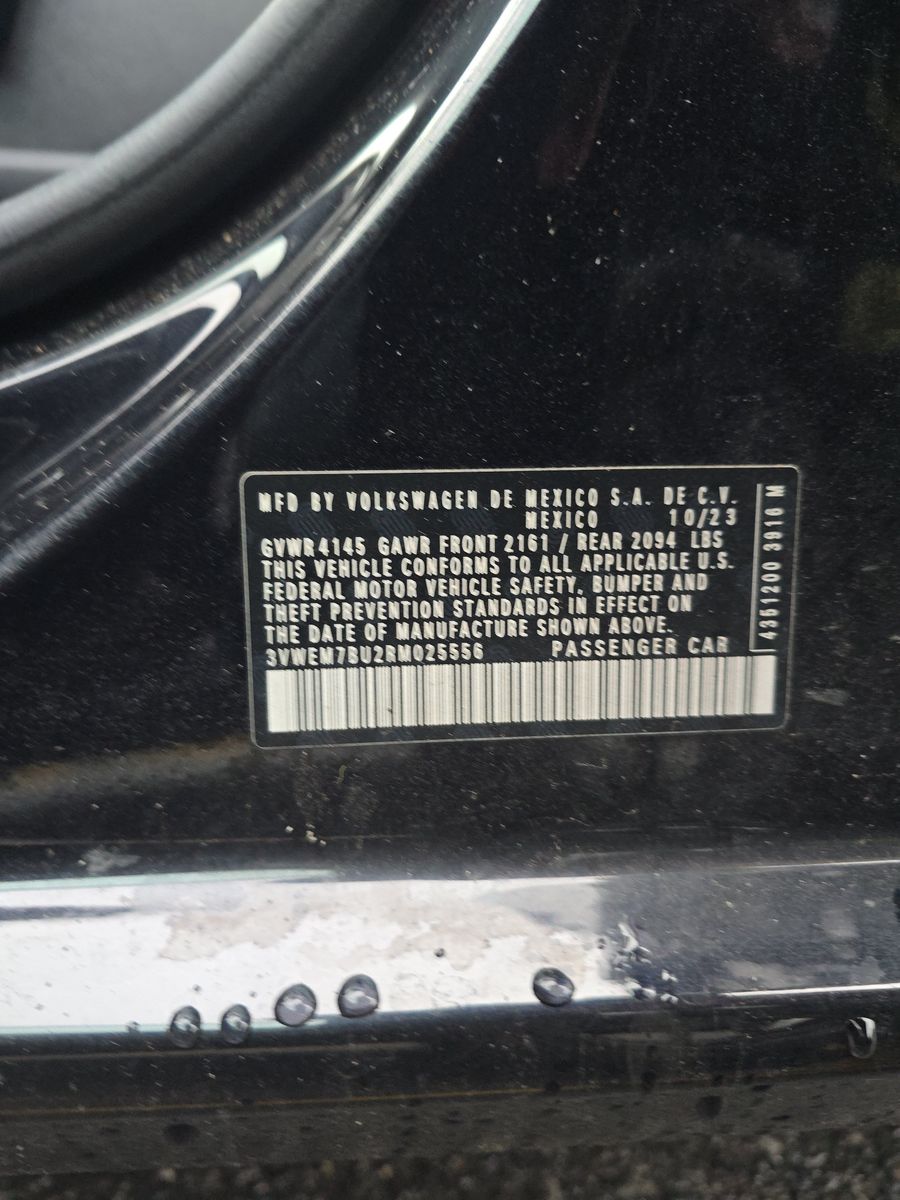 MFD BY VOLKSWAGEN DE MEXICO S.A. DE C.V.
MEXICO 10/23
GVWR 4145 GAWR FRONT 2161 / REAR 2094 LBS
THIS VEHICLE CONFORMS TO ALL APPLICABLE U.S.
FEDERAL MOTOR VEHICLE SAFETY, BUMPER AND
THEFT PREVENTION STANDARDS IN EFFECT ON
THE DATE OF MANUFACTURE SHOWN ABOVE.
3VWEM7BU2RM025556 PASSENGER CAR
4361200 3916 M